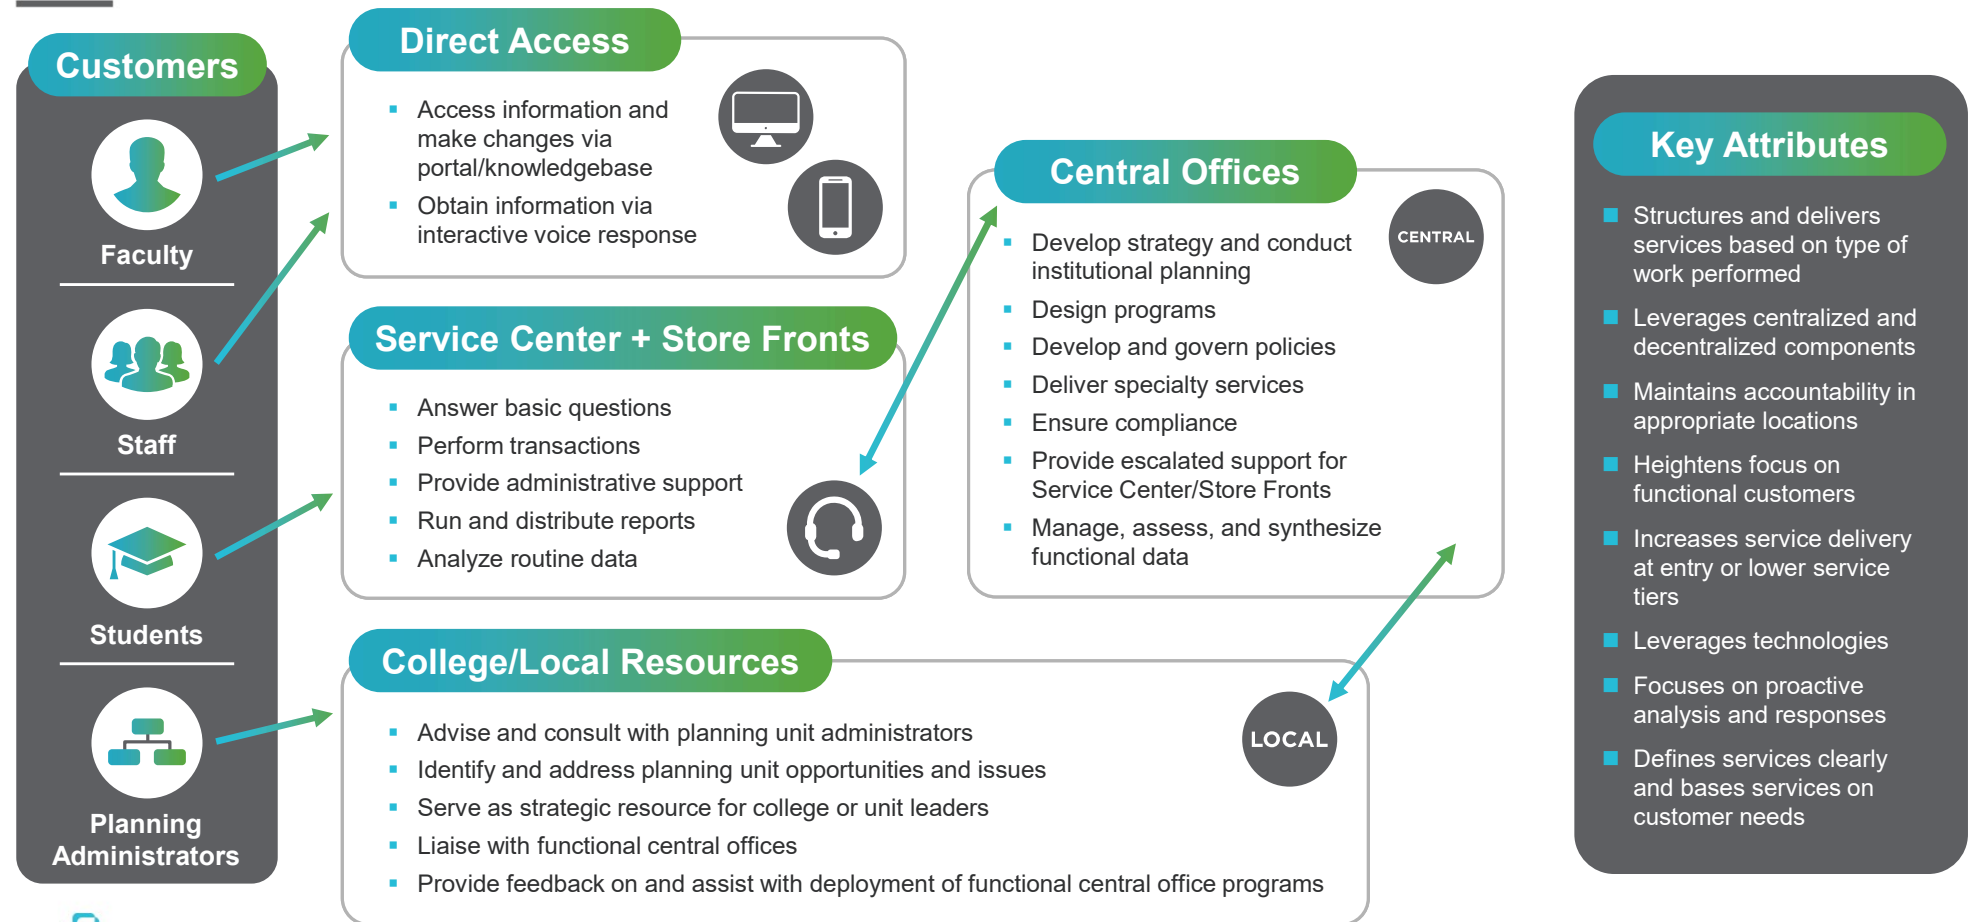 Customers
Faculty
Staff
Students
Planning
Administrators
Direct Access
Access information and
make changes via
portal/knowledgebase
Obtain information via
interactive voice response
Service Center + Store Fronts
Answer basic questions
Perform transactions
Provide administrative support
Run and distribute reports
Analyze routine data
College/Local Resources
LOCAL
Advise and consult with planning unit administrators
Identify and address planning unit opportunities and issues
Serve as strategic resource for college or unit leaders
Liaise with functional central offices
Provide feedback on and assist with deployment of functional central office programs
Central Offices
CENTRAL
Develop strategy and conduct
institutional planning
Design programs
Develop and govern policies
Deliver specialty services
Ensure compliance
Provide escalated support for
Service Center/Store Fronts
Manage, assess, and synthesize
functional data
Key Attributes
Structures and delivers
services based on type of
work performed
Leverages centralized and
decentralized components
Maintains accountability in
appropriate locations
Heightens focus on
functional customers
Increases service delivery
at entry or lower service
tiers
Leverages technologies
Focuses on proactive
analysis and responses
Defines services clearly
and bases services on
customer needs